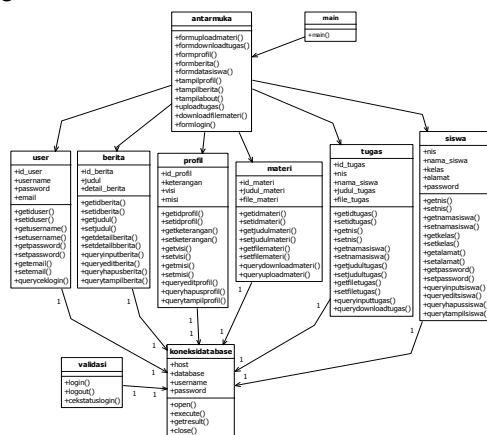 antarmuka
+formuploadmateri()
+formdownloadtugas()
+formprofil()
+formberita()
+formdatasiswa()
+tampilprofil()
+tampilberita()
+tampilabout()
+uploadtugas()
+downloadfilemateri()
+formlogin()
main
+main()
user
+id_user
+username
+password
+email
+getiduser()
+setiduser()
+getusername()
+setusername()
+getpassword()
+setpassword()
+getemail()
+setemail()
+queryceklogin()
berita
+id_berita
+judul
+detail_berita
+getidberita()
+setidberita()
+getjudul()
+setjudul()
+getdetailberita()
+setdetailberita()
+queryinputberita()
+queryeditberita()
+queryhapusberita()
+querytampilberita()
profil
+id_profil
+keterangan
+visi
+misi
+getidprofil()
+setidprofil()
+getketerangan()
+setketerangan()
+getvisi()
+setvisi()
+getmisi()
+setmisi()
+queryeditprofil()
+queryhapusprofil()
+querytampilprofil()
materi
+id_materi
+judul_materi
+file_materi
+getidmateri()
+setidmateri()
+getjudulmateri()
+setjudulmateri()
+getfilemateri()
+setfilemateri()
+querydownloadmateri()
+queryuploadmateri()
tugas
+id_tugas
+nis
+nama_siswa
+judul_tugas
+file_tugas
+getidtugas()
+setidtugas()
+getnis()
+setnis()
+getnamasiswa()
+setnamasiswa()
+getjudultugas()
+setjudultugas()
+getfiletugas()
+setfiletugas()
+queryinputtugas()
+querydownloadtugas()
siswa
+nis
+nama_siswa
+kelas
+alamat
+password
+getnis()
+setnis()
+getnamasiswa()
+setnamasiswa()
+getkelas()
+setkelas()
+getalamat()
+setalamat()
+getpassword()
+setpassword()
+queryinputsiswa()
+queryeditsiswa()
+queryhapussiswa()
+querytampilsiswa()
1
1
1
1
1
1
1
1
1
1
1
1
validasi
+login()
+logout()
+cekstatuslogin()
1
1
koneksidatabase
+host
+database
+username
+password
+open()
+execute()
+getresult()
+close()